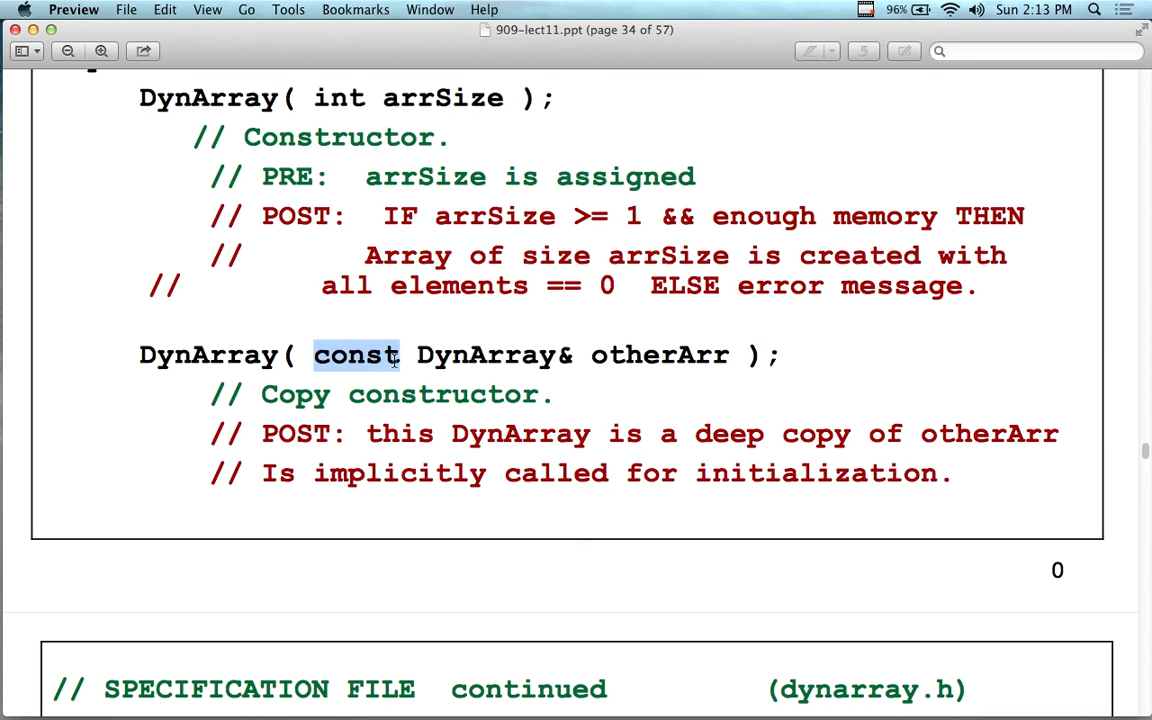 Preview File Edit View Go Tools Bookmarks Window Help 96% Sun 2:13 PM
909-lect11.ppt (page 34 of 57)
DynArray( int arrSize );
// Constructor.
// PRE: arrSize is assigned
// POST: IF arrSize >= 1 && enough memory THEN
// Array of size arrSize is created with
// all elements == 0 ELSE error message.
DynArray( const DynArray& otherArr );
// Copy constructor.
// POST: this DynArray is a deep copy of otherArr
// Is implicitly called for initialization.
0
// SPECIFICATION FILE continued (dynarray.h)